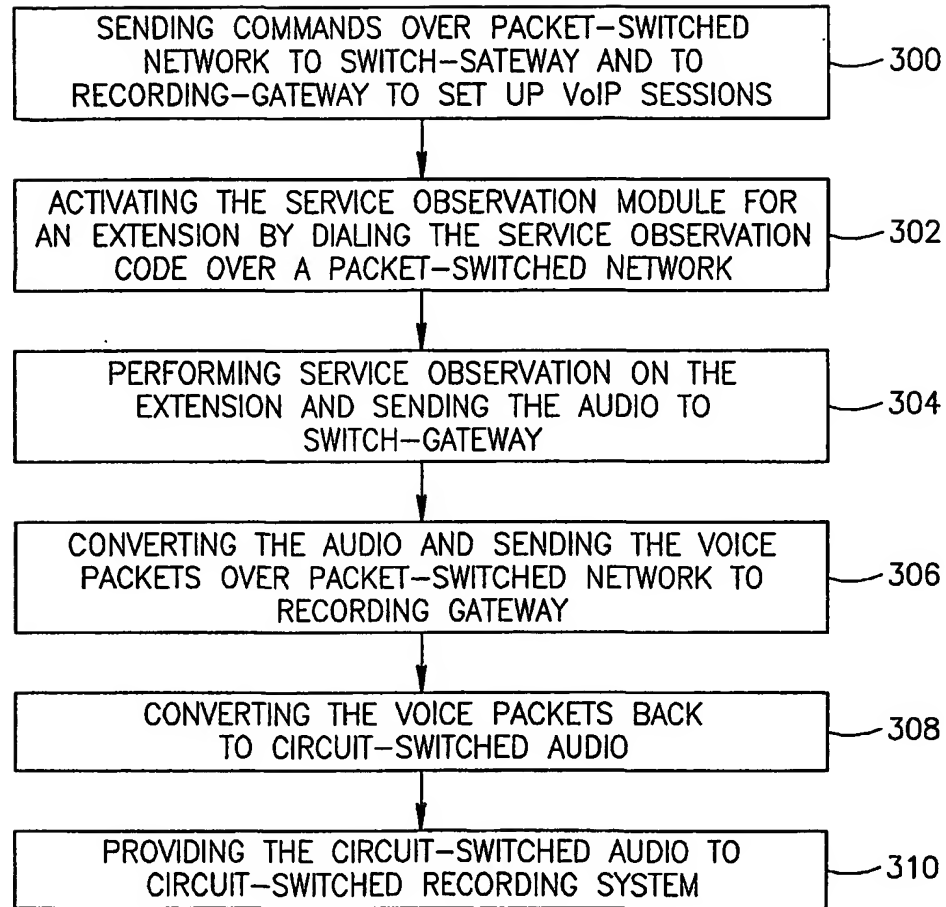 SENDING COMMANDS OVER PACKET-SWITCHED
NETWORK TO SWITCH-SATEWAY AND TO
RECORDING-GATEWAY TO SET UP VoIP SESSIONS
300
ACTIVATING THE SERVICE OBSERVATION MODULE FOR
AN EXTENSION BY DIALING THE SERVICE OBSERVATION
CODE OVER A PACKET-SWITCHED NETWORK
302
PERFORMING SERVICE OBSERVATION ON THE
EXTENSION AND SENDING THE AUDIO TO
SWITCH-GATEWAY
304
CONVERTING THE AUDIO AND SENDING THE VOICE
PACKETS OVER PACKET-SWITCHED NETWORK TO
RECORDING GATEWAY
306
CONVERTING THE VOICE PACKETS BACK
TO CIRCUIT-SWITCHED AUDIO
308
PROVIDING THE CIRCUIT-SWITCHED AUDIO TO
CIRCUIT-SWITCHED RECORDING SYSTEM
310